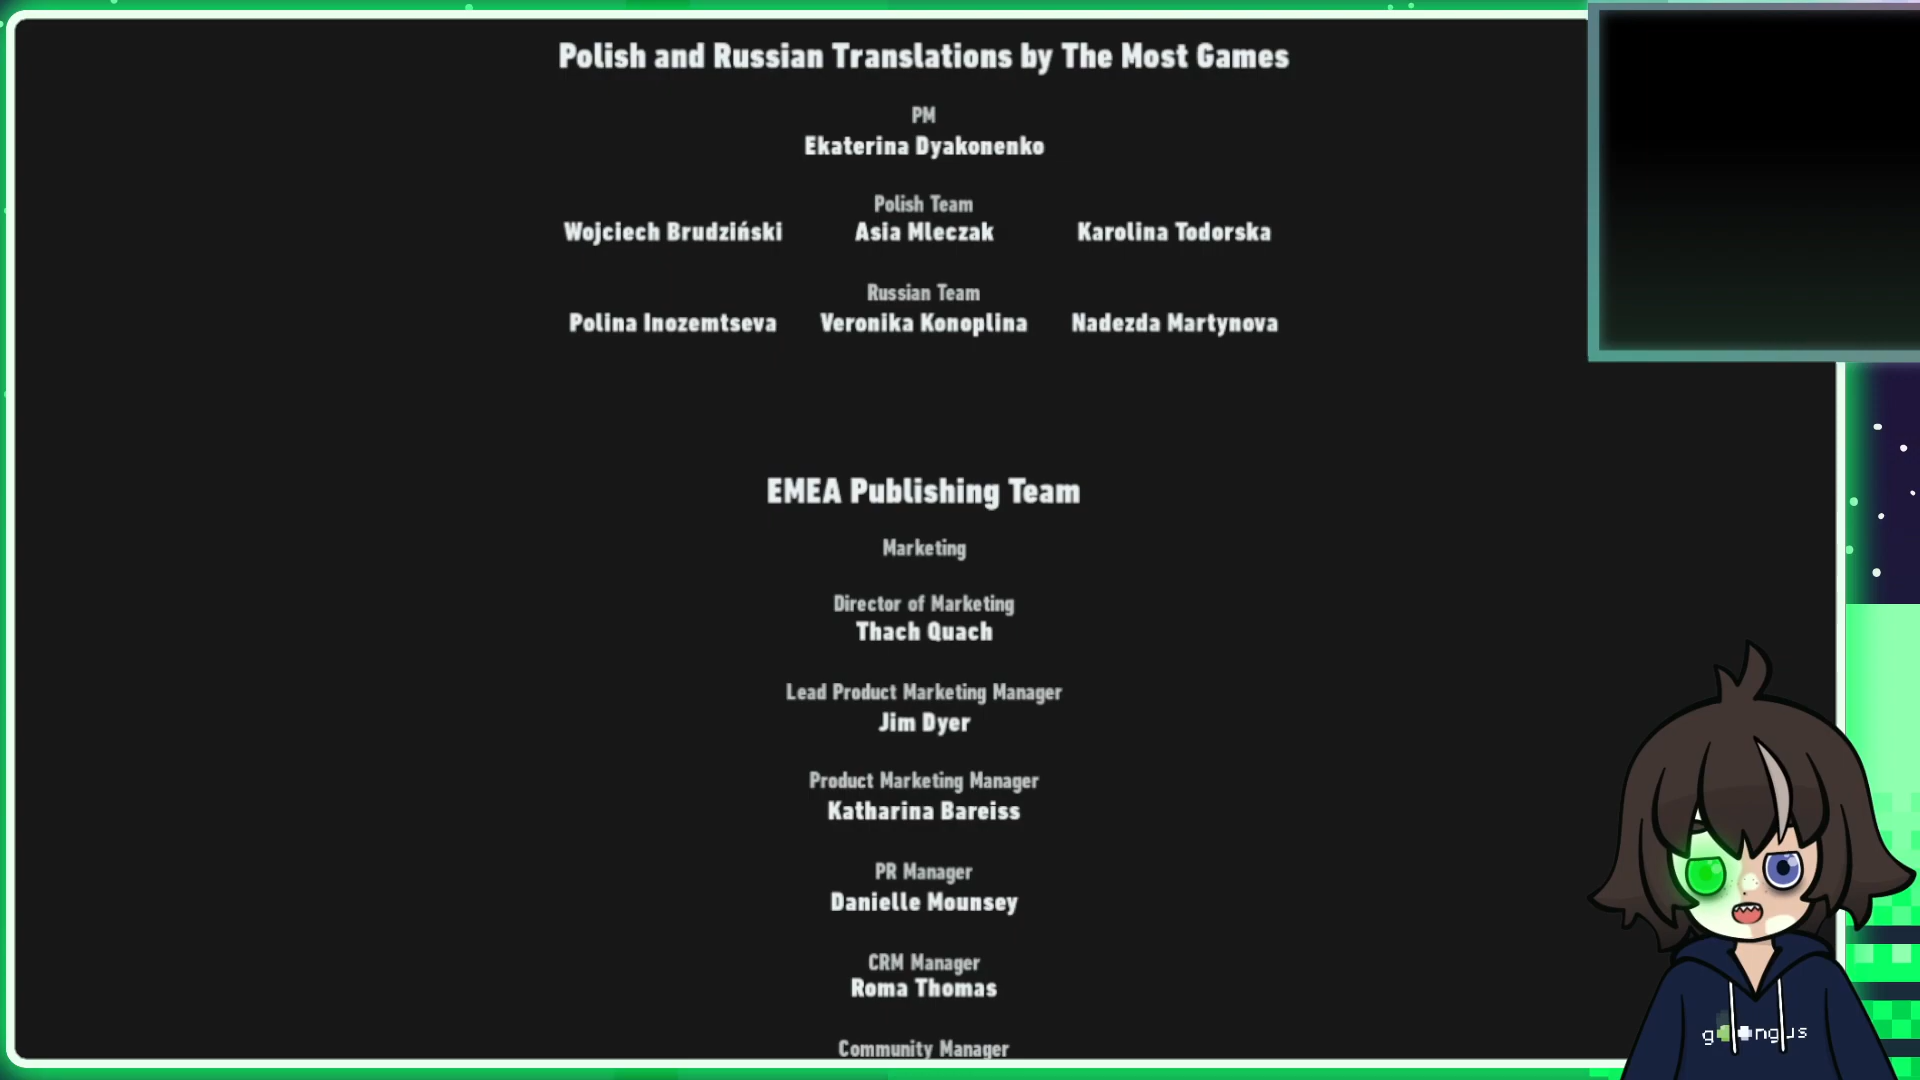 Polish and Russian Translations by The Most Games
PM
Ekaterina Dyakonenko
Polish Team
Wojciech Brudziński Asia Mleczak Karolina Todorska
Russian Team
Polina Inozemtseva Veronika Konoplina Nadezda Martynova
EMEA Publishing Team
Marketing
Director of Marketing
Thach Quach
Lead Product Marketing Manager
Jim Dyer
Product Marketing Manager
Katharina Bareiss
PR Manager
Danielle Mounsey
CRM Manager
Roma Thomas
Community Manager